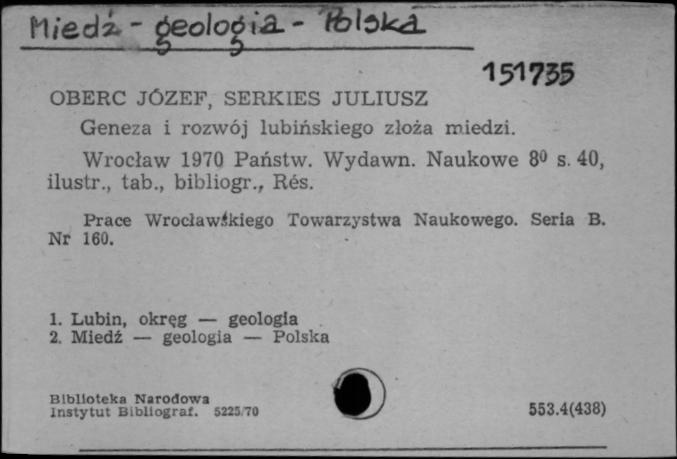 Miedź - geologia - Polska
151735
OBERC JÓZEF, SERKIES JULIUSZ
Geneza i rozwój lubińskiego złoża miedzi.
Wrocław 1970 Państw. Wydawn. Naukowe 8⁰ s. 40,
ilustr., tab., bibliogr., Rés.
Prace Wrocławskiego Towarzystwa Naukowego. Seria B.
Nr 160.
1. Lubin, okręg — geologia
2. Miedź — geologia — Polska
Biblioteka Narodowa
Instytut Bibliograf. 5225/70
553.4(438)